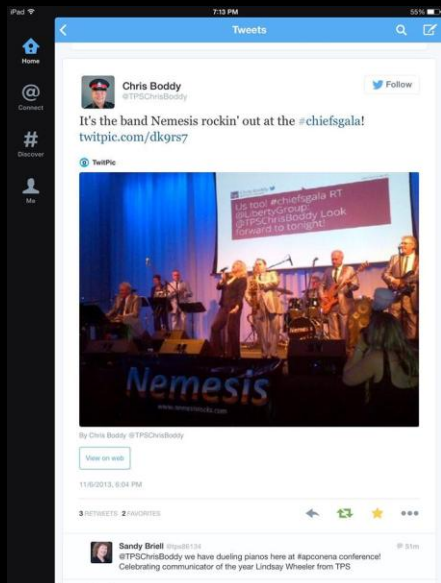 iPad
7:13 PM
55%
Tweets
Home
Connect
Discover
Me
Chris Boddy
@TPSChrisBoddy
Follow
It's the band Nemesis rockin' out at the #chiefsgala!
twitpic.com/dk9rs7
TwitPic
Us too! #chiefsgala RT
@LibertyGroup:
@TPSChrisBoddy Look
forward to tonight!
Nemesis
By Chris Boddy @TPSChrisBoddy
View on web
11/6/2013, 6:04 PM
3 RETWEETS 2 FAVORITES
Sandy Briell @tps86134
51m
@TPSChrisBoddy we have dueling pianos here at #apconena conference!
Celebrating communicator of the year Lindsay Wheeler from TPS